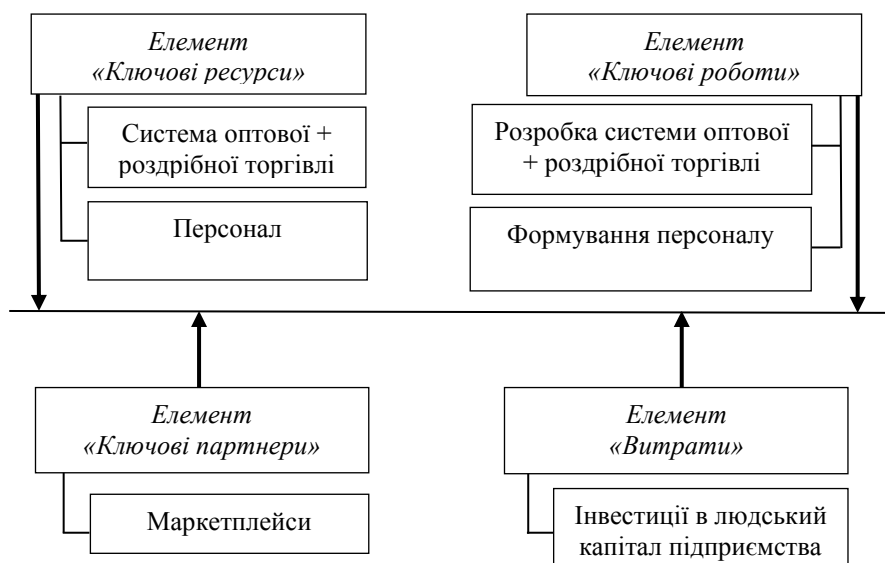 Елемент
«Ключові ресурси»
Система оптової +
роздрібної торгівлі
Персонал
Елемент
«Ключові роботи»
Розробка системи оптової
+ роздрібної торгівлі
Формування персоналу
Елемент
«Ключові партнери»
Маркетплейси
Елемент
«Витрати»
Інвестиції в людський
капітал підприємства